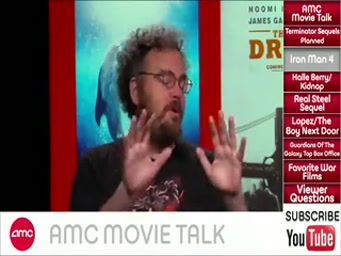 NOOMI
JAMES GA
DR
COMING
AMC
Movie Talk
Terminator Sequels
Planned
Iron Man 4
Halle Berry/
Kidnap
Real Steel
Sequel
Lopez/The
Boy Next Door
Guardians Of The
Galaxy Top Box Office
Favorite War
Films
Viewer
Questions
SUBSCRIBE
YouTube
amc
AMC MOVIE TALK